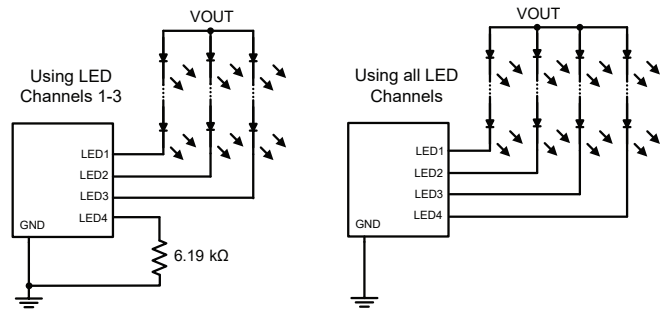 VOUT
Using LED
Channels 1-3
LED1
LED2
LED3
LED4
GND
6.19 kΩ
VOUT
Using all LED
Channels
LED1
LED2
LED3
LED4
GND